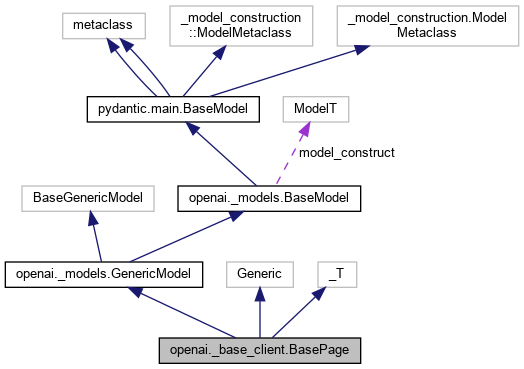 metaclass
_model_construction
::ModelMetaclass
_model_construction.Model
Metaclass
pydantic.main.BaseModel
ModelT
model_construct
BaseGenericModel
openai._models.BaseModel
openai._models.GenericModel
Generic
_T
openai._base_client.BasePage